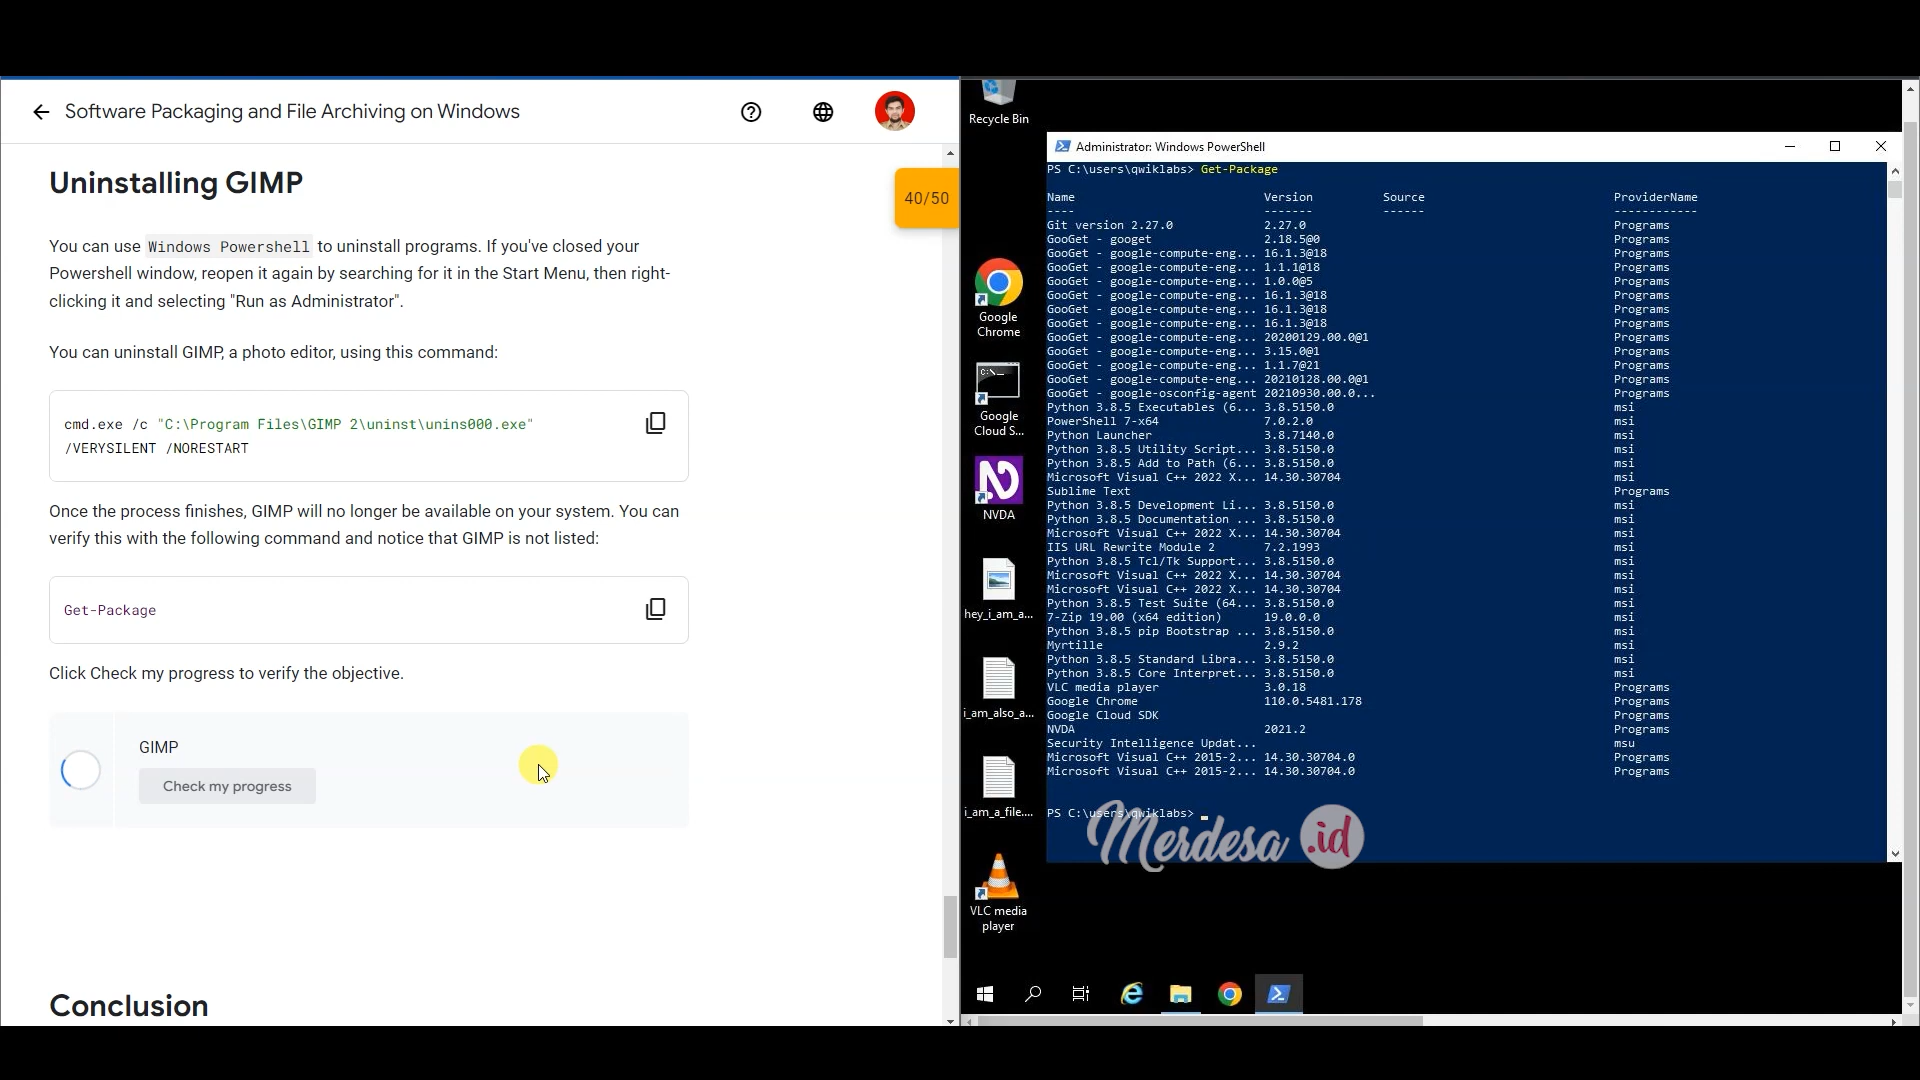 Software Packaging and File Archiving on Windows
Uninstalling GIMP
40/50
You can use Windows Powershell to uninstall programs. If you've closed your
Powershell window, reopen it again by searching for it in the Start Menu, then right-
clicking it and selecting "Run as Administrator".
You can uninstall GIMP, a photo editor, using this command:
cmd.exe /c "C:\Program Files\GIMP 2\uninst\unins000.exe"
/VERYSILENT /NORESTART
Once the process finishes, GIMP will no longer be available on your system. You can
verify this with the following command and notice that GIMP is not listed:
Get-Package
Click Check my progress to verify the objective.
GIMP
Check my progress
Conclusion
Recycle Bin
Google
Chrome
Google
Cloud S...
NVDA
hey_i_am_a...
i_am_also_a...
i_am_a_file....
VLC media
player
Administrator: Windows PowerShell
PS C:\users\qwiklabs> Get-Package
Name Version Source ProviderName
---- ------- ------ ------------
Git version 2.27.0 2.27.0 Programs
GooGet - googet 2.18.5@0 Programs
GooGet - google-compute-eng... 16.1.3@18 Programs
GooGet - google-compute-eng... 1.1.1@18 Programs
GooGet - google-compute-eng... 1.0.0@5 Programs
GooGet - google-compute-eng... 16.1.3@18 Programs
GooGet - google-compute-eng... 16.1.3@18 Programs
GooGet - google-compute-eng... 16.1.3@18 Programs
GooGet - google-compute-eng... 20200129.00.0@1 Programs
GooGet - google-compute-eng... 3.15.0@1 Programs
GooGet - google-compute-eng... 1.1.7@21 Programs
GooGet - google-compute-eng... 20210128.00.0@1 Programs
GooGet - google-osconfig-agent 20210930.00.0... Programs
Python 3.8.5 Executables (6... 3.8.5150.0 msi
PowerShell 7-x64 7.0.2.0 msi
Python Launcher 3.8.7140.0 msi
Python 3.8.5 Utility Script... 3.8.5150.0 msi
Python 3.8.5 Add to Path (6... 3.8.5150.0 msi
Microsoft Visual C++ 2022 X... 14.30.30704 msi
Sublime Text Programs
Python 3.8.5 Development Li... 3.8.5150.0 msi
Python 3.8.5 Documentation ... 3.8.5150.0 msi
Microsoft Visual C++ 2022 X... 14.30.30704 msi
IIS URL Rewrite Module 2 7.2.1993 msi
Python 3.8.5 Tcl/Tk Support... 3.8.5150.0 msi
Microsoft Visual C++ 2022 X... 14.30.30704 msi
Microsoft Visual C++ 2022 X... 14.30.30704 msi
Python 3.8.5 Test Suite (64... 3.8.5150.0 msi
7-Zip 19.00 (x64 edition) 19.0.0.0 msi
Python 3.8.5 pip Bootstrap ... 3.8.5150.0 msi
Myrtille 2.9.2 msi
Python 3.8.5 Standard Libra... 3.8.5150.0 msi
Python 3.8.5 Core Interpret... 3.8.5150.0 msi
VLC media player 3.0.18 Programs
Google Chrome 110.0.5481.178 Programs
Google Cloud SDK Programs
NVDA 2021.2 Programs
Security Intelligence Updat... msu
Microsoft Visual C++ 2015-2... 14.30.30704.0 Programs
Microsoft Visual C++ 2015-2... 14.30.30704.0 Programs
PS C:\users\qwiklabs>
Merdesa .id